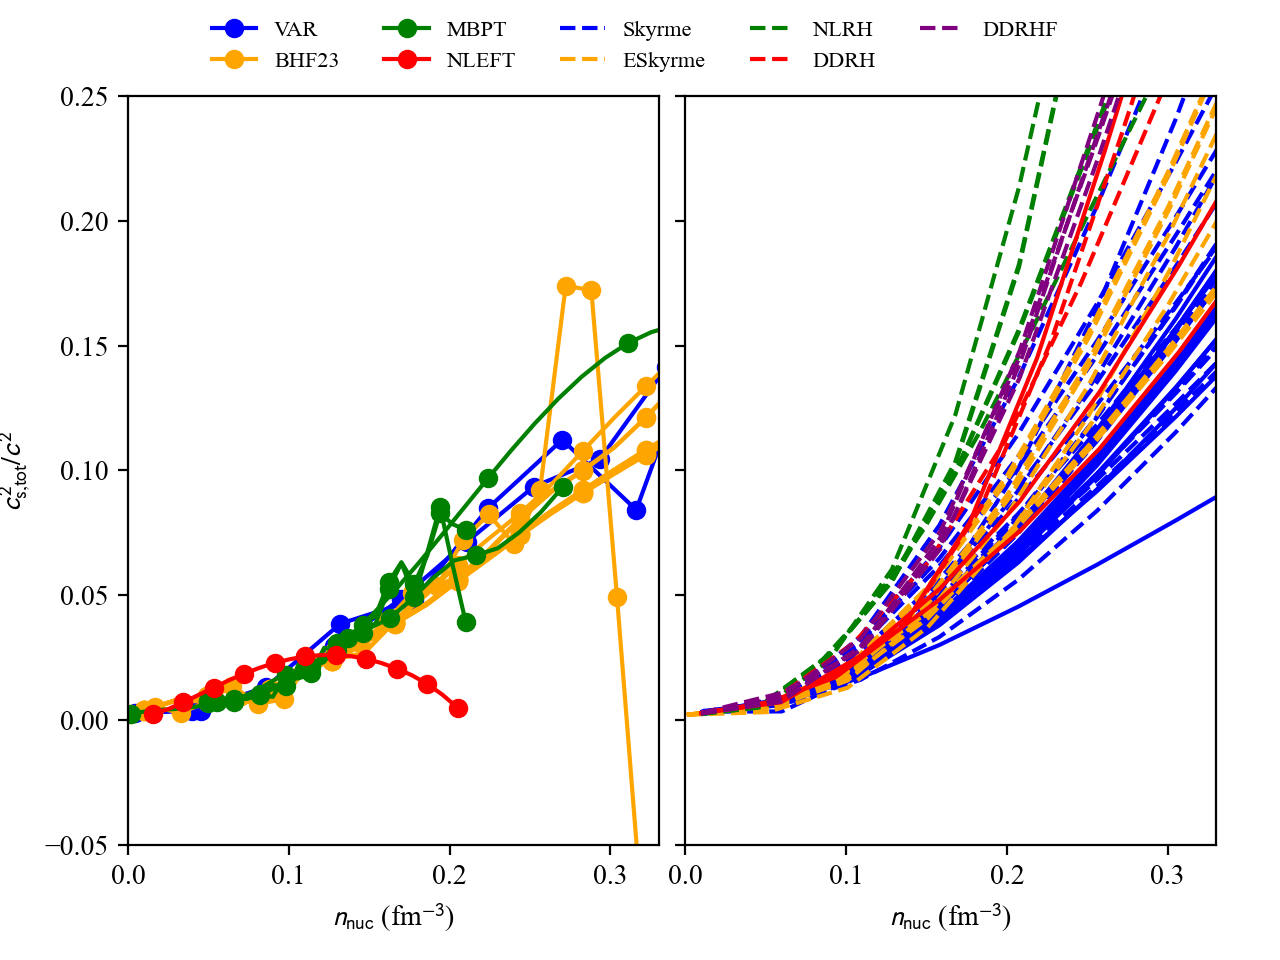 VAR MBPT Skyrme NLRH DDRHF
BHF23 NLEFT ESkyrme DDRH
0.25
0.20
0.15
0.10
0.05
0.00
−0.05
c²s,tot/c²
0.0 0.1 0.2 0.3 0.0 0.1 0.2 0.3
nnuc (fm⁻³) nnuc (fm⁻³)